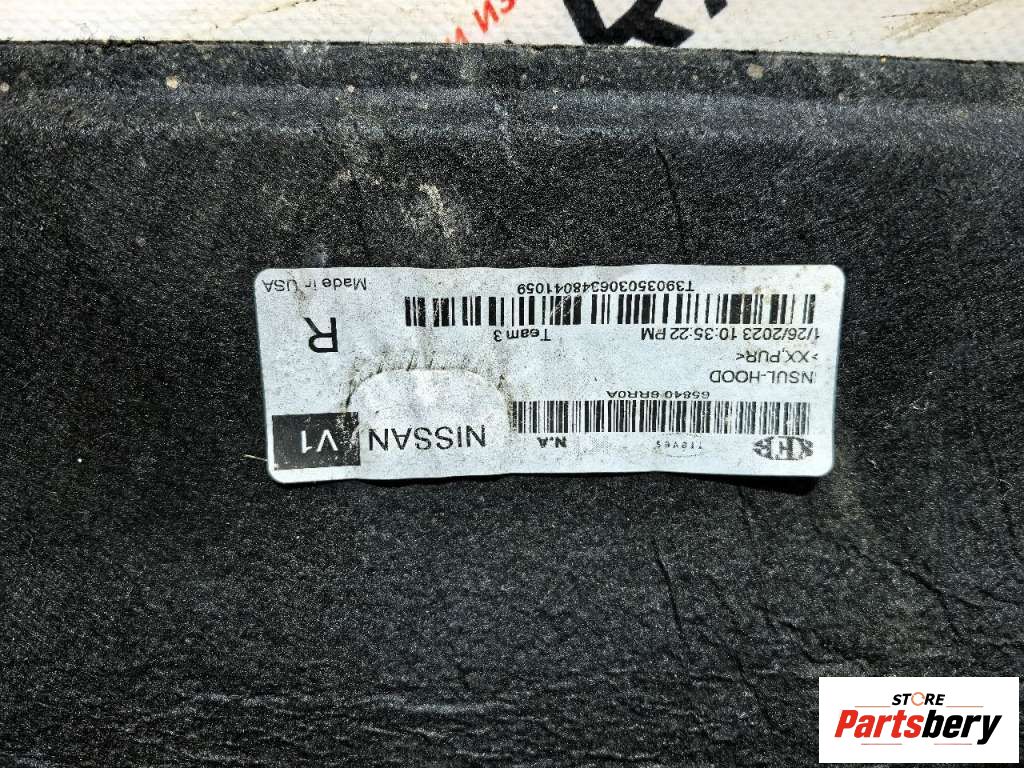 И ИЗ
NISSAN
V1
N.A
65840 6RR0A
INSUL-HOOD
>XX,PUR<
1/26/2023 10:35:22 PM
Team 3
R
T390350306348041059
Made in USA
STORE
Partsbery